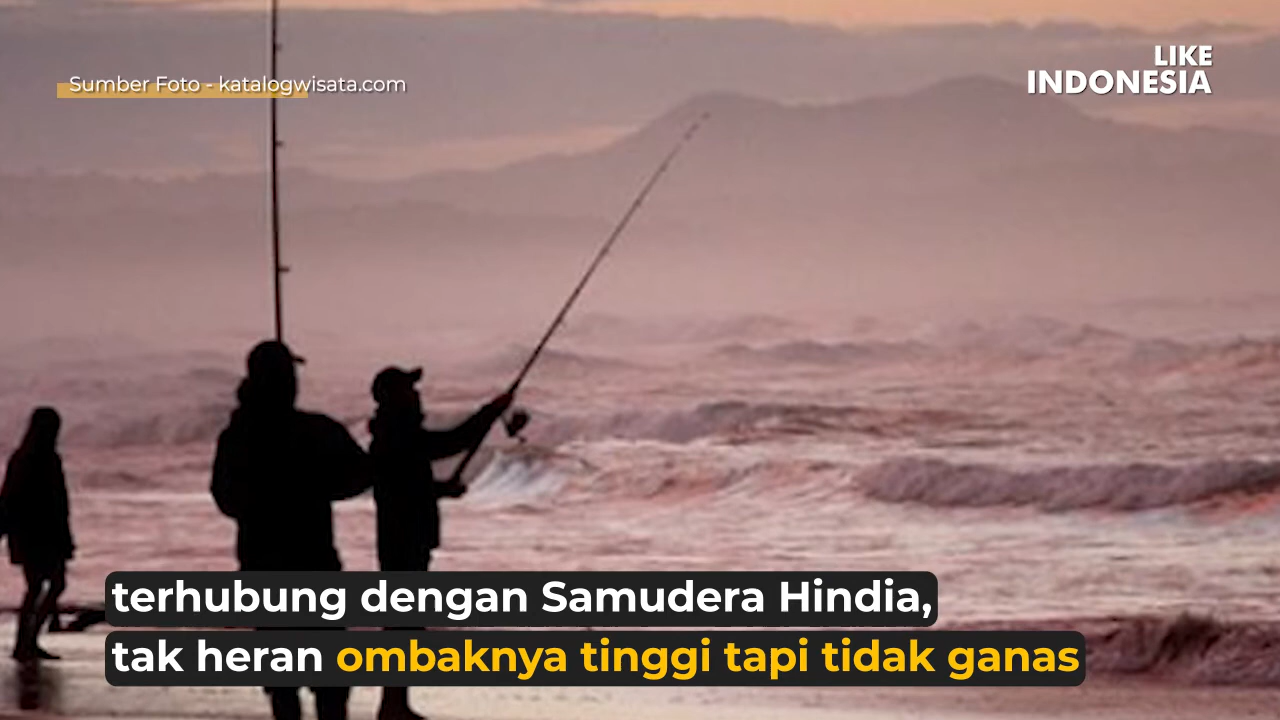 Sumber Foto - katalogwisata.com
LIKE
INDONESIA
terhubung dengan Samudera Hindia,
tak heran ombaknya tinggi tapi tidak ganas